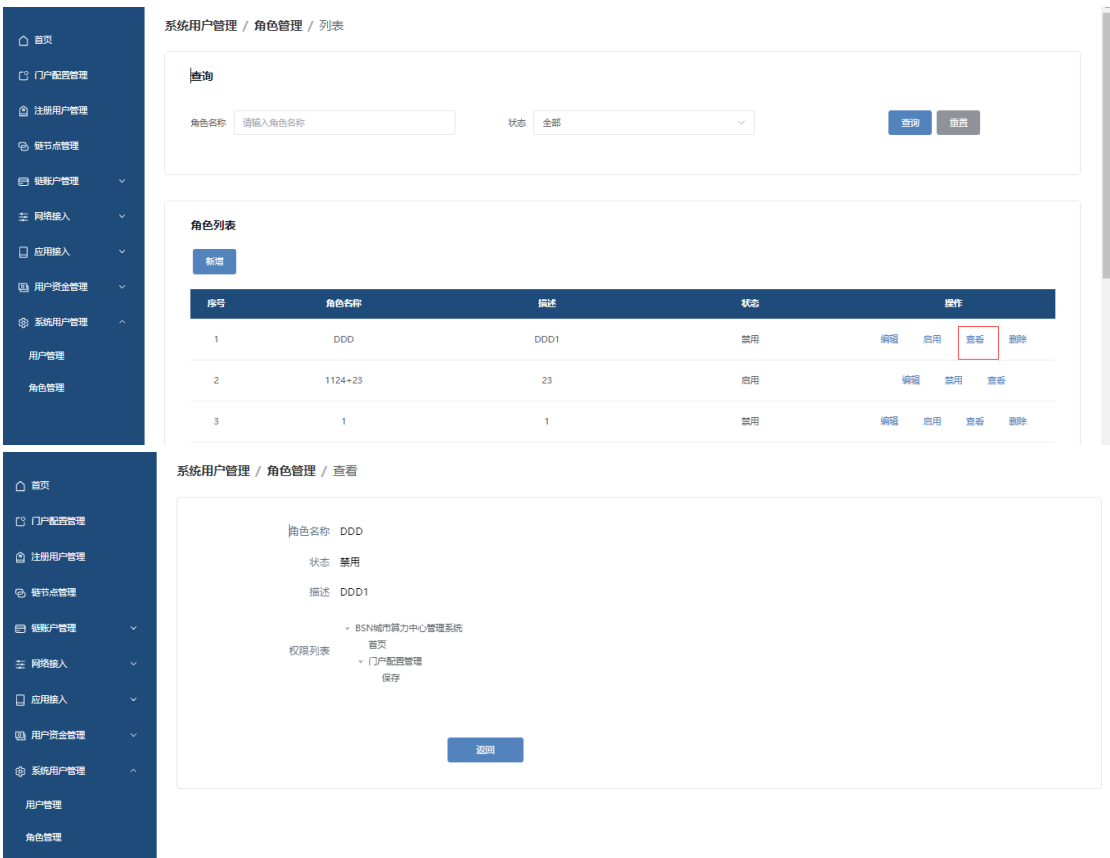 系统用户管理 / 角色管理 / 列表
首页
门户配置管理
注册用户管理
链节点管理
链账户管理
网络接入
应用接入
用户资金管理
系统用户管理
用户管理
角色管理
查询
角色名称 请输入角色名称 状态 全部 查询 重置
角色列表
新增
序号 角色名称 描述 状态 操作
1 DDD DDD1 禁用 编辑 启用 查看 删除
2 1124+23 23 启用 编辑 禁用 查看
3 1 1 禁用 编辑 启用 查看 删除
系统用户管理 / 角色管理 / 查看
首页
门户配置管理
注册用户管理
链节点管理
链账户管理
网络接入
应用接入
用户资金管理
系统用户管理
用户管理
角色管理
角色名称 DDD
状态 禁用
描述 DDD1
权限列表
BSN城市算力中心管理系统
首页
门户配置管理
保存
返回